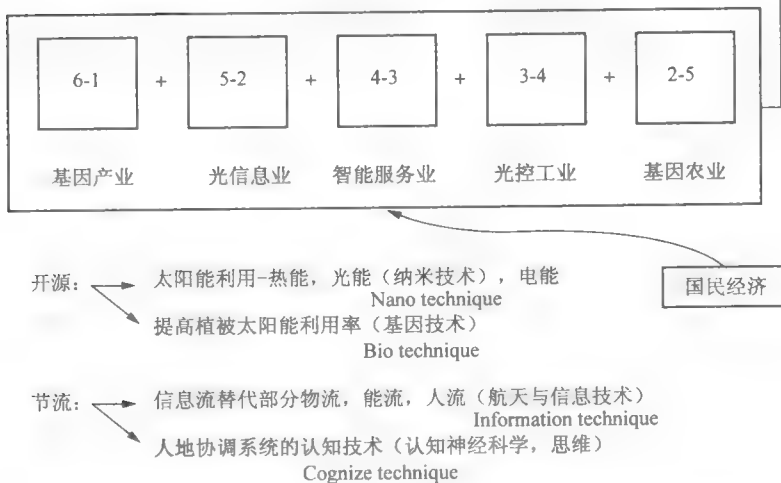 6-1 + 5-2 + 4-3 + 3-4 + 2-5
基因产业 光信息业 智能服务业 光控工业 基因农业
国民经济
开源: 太阳能利用-热能，光能（纳米技术），电能
Nano technique
提高植被太阳能利用率（基因技术）
Bio technique
节流: 信息流替代部分物流，能流，人流（航天与信息技术）
Information technique
人地协调系统的认知技术（认知神经科学，思维）
Cognize technique